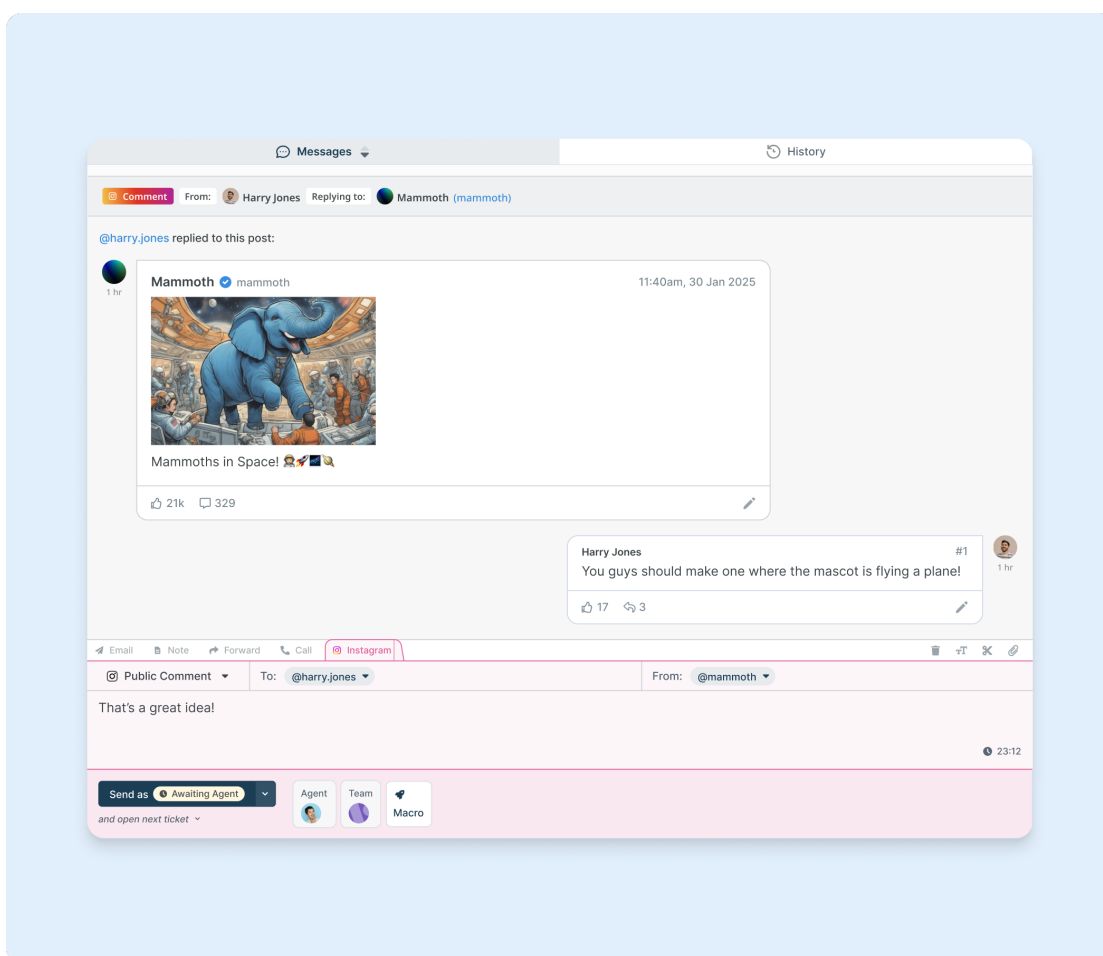 Messages
History
Comment From: Harry Jones Replying to: Mammoth (mammoth)
@harry.jones replied to this post:
Mammoth mammoth 11:40am, 30 Jan 2025
1 hr
Mammoths in Space! 👩‍🚀🚀🌌🪐
21k 329
Harry Jones #1
You guys should make one where the mascot is flying a plane!
1 hr
17 3
Email Note Forward Call Instagram
Public Comment To: @harry.jones From: @mammoth
That's a great idea!
23:12
Send as Awaiting Agent
and open next ticket
Agent Team Macro